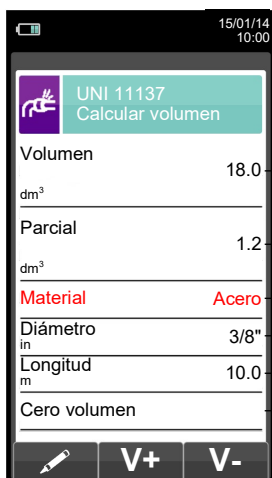 15/01/14
10:00
UNI 11137
Calcular volumen
Volumen
18.0
dm³
Parcial
1.2
dm³
Material Acero
Diámetro
in
3/8"
Longitud
m
10.0
Cero volumen
V+ V-